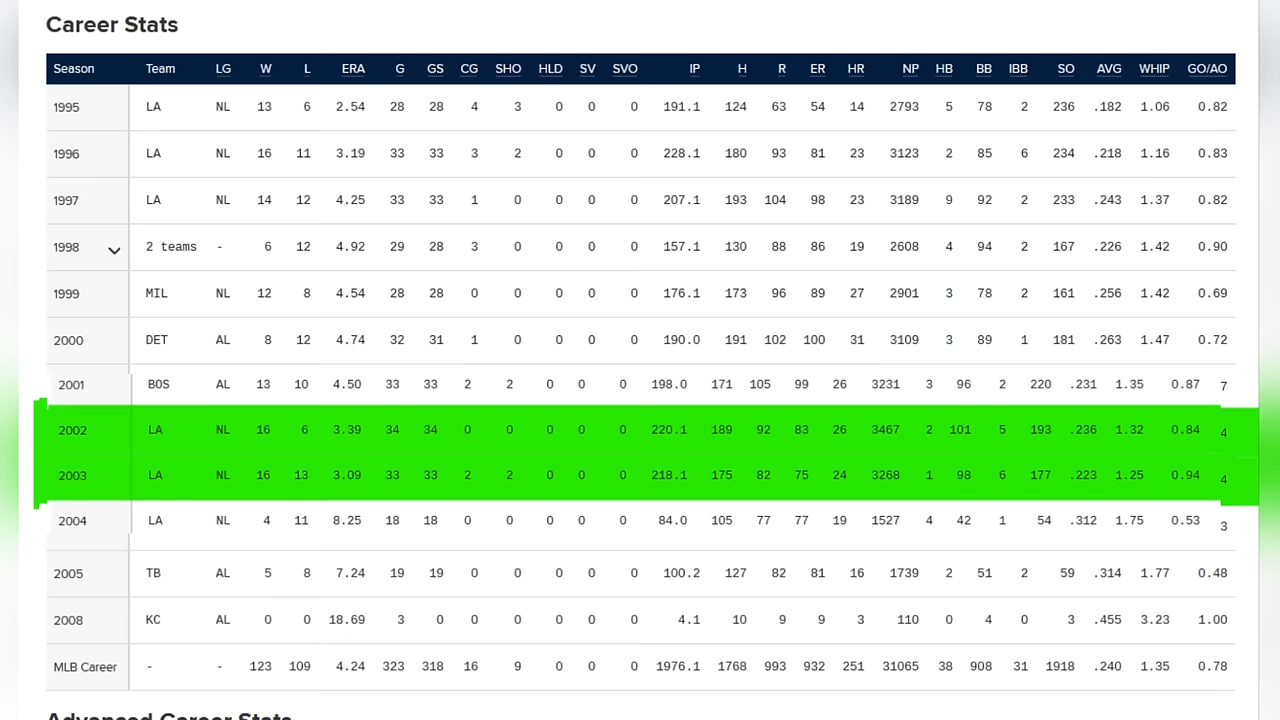 Career Stats
Season Team LG W L ERA G GS CG SHO HLD SV SVO IP H R ER HR NP HB BB IBB SO AVG WHIP GO/AO
1995 LA NL 13 6 2.54 28 28 4 3 0 0 0 191.1 124 63 54 14 2793 5 78 2 236 .182 1.06 0.82
1996 LA NL 16 11 3.19 33 33 3 2 0 0 0 228.1 180 93 81 23 3123 2 85 6 234 .218 1.16 0.83
1997 LA NL 14 12 4.25 33 33 1 0 0 0 0 207.1 193 104 98 23 3189 9 92 2 233 .243 1.37 0.82
1998 2 teams - 6 12 4.92 29 28 3 0 0 0 0 157.1 130 88 86 19 2608 4 94 2 167 .226 1.42 0.90
1999 MIL NL 12 8 4.54 28 28 0 0 0 0 0 176.1 173 96 89 27 2901 3 78 2 161 .256 1.42 0.69
2000 DET AL 8 12 4.74 32 31 1 0 0 0 0 190.0 191 102 100 31 3109 3 89 1 181 .263 1.47 0.72
2001 BOS AL 13 10 4.50 33 33 2 2 0 0 0 198.0 171 105 99 26 3231 3 96 2 220 .231 1.35 0.87 7
2002 LA NL 16 6 3.39 34 34 0 0 0 0 0 220.1 189 92 83 26 3467 2 101 5 193 .236 1.32 0.84 4
2003 LA NL 16 13 3.09 33 33 2 2 0 0 0 218.1 175 82 75 24 3268 1 98 6 177 .223 1.25 0.94 4
2004 LA NL 4 11 8.25 18 18 0 0 0 0 0 84.0 105 77 77 19 1527 4 42 1 54 .312 1.75 0.53 3
2005 TB AL 5 8 7.24 19 19 0 0 0 0 0 100.2 127 82 81 16 1739 2 51 2 59 .314 1.77 0.48
2008 KC AL 0 0 18.69 3 0 0 0 0 0 0 4.1 10 9 9 3 110 0 4 0 3 .455 3.23 1.00
MLB Career - - 123 109 4.24 323 318 16 9 0 0 0 1976.1 1768 993 932 251 31065 38 908 31 1918 .240 1.35 0.78
Advanced Career Stats